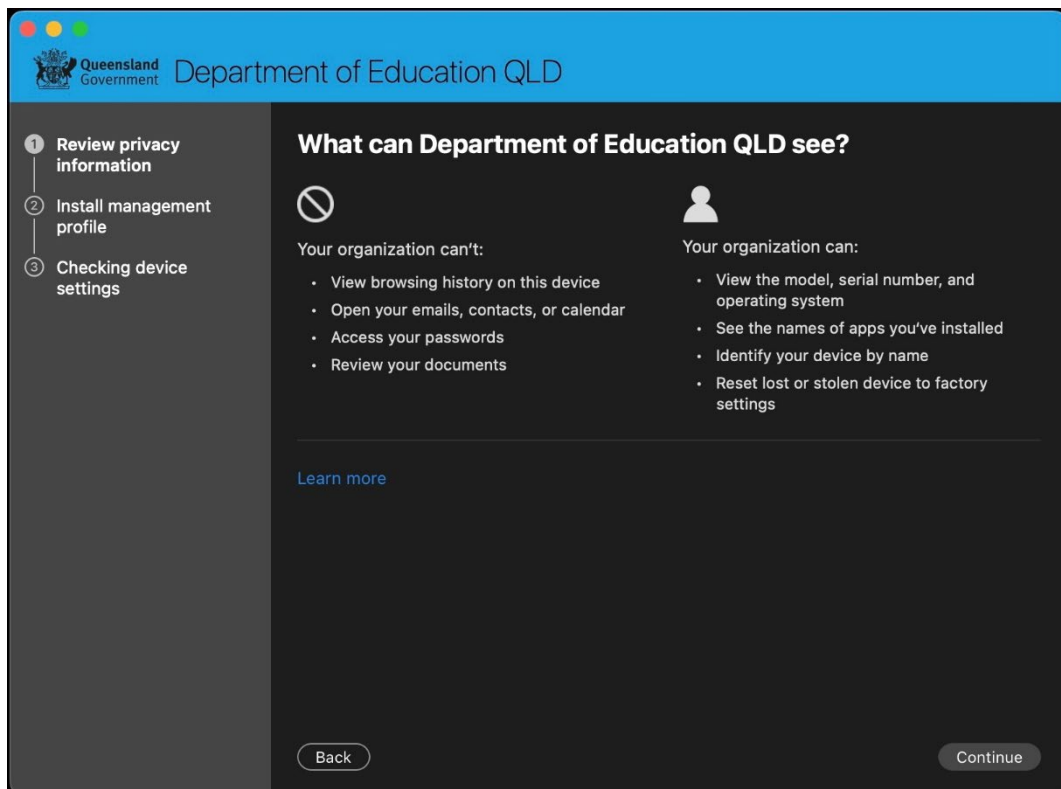 Queensland
Government
Department of Education QLD
1
Review privacy
information
2
Install management
profile
3
Checking device
settings
What can Department of Education QLD see?
Your organization can’t:
• View browsing history on this device
• Open your emails, contacts, or calendar
• Access your passwords
• Review your documents
Your organization can:
• View the model, serial number, and
operating system
• See the names of apps you’ve installed
• Identify your device by name
• Reset lost or stolen device to factory
settings
Learn more
Back
Continue